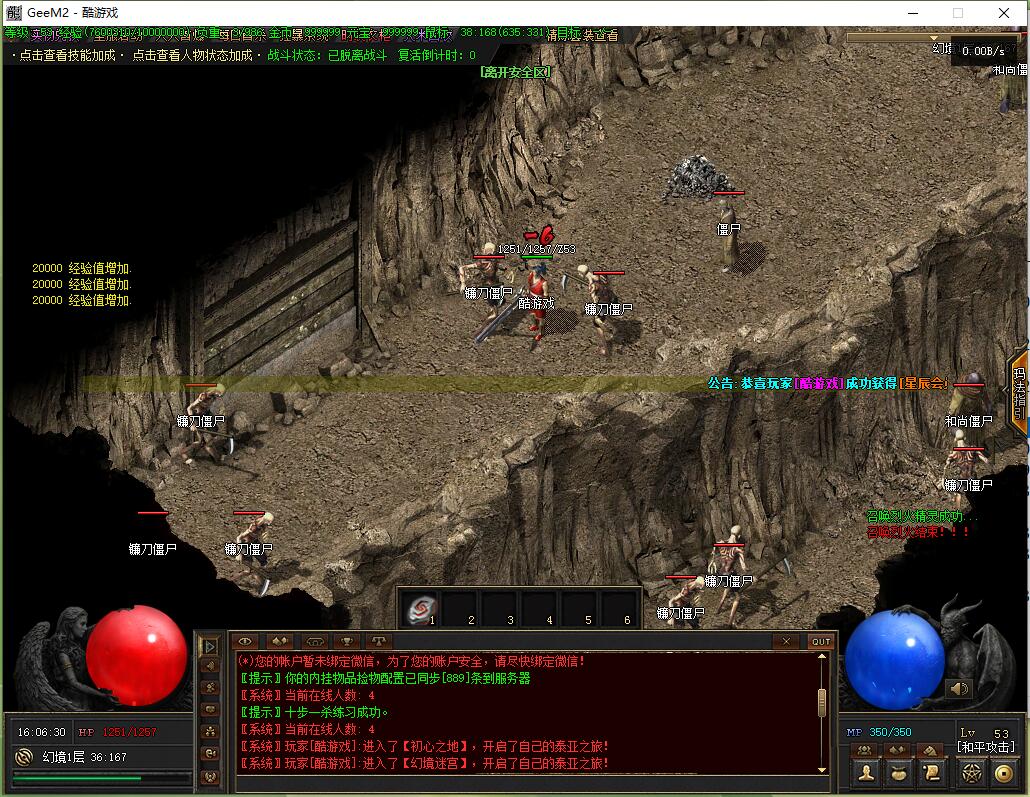 GeeM2 - 酷游戏
38:168(635:331)
0.00B/s
·点击查看技能加成· 点击查看人物状态加成·战斗状态: 已脱离战斗 复活倒计时: 0
[离开安全区]
和尚僵
-6
1251/1257/Z53
僵尸
镰刀僵尸
酷游戏
镰刀僵尸
20000 经验值增加.
20000 经验值增加.
20000 经验值增加.
玛法指引
公告:恭喜玩家[酷游戏]成功获得[星辰会]
镰刀僵尸
和尚僵尸
镰刀僵尸
召唤烈火精灵成功...
召唤烈火结束!!!
镰刀僵尸
镰刀僵尸
镰刀僵尸
镰刀僵尸
1 2 3 4 5 6
QUT
(*)您的帐户暂未绑定微信，为了您的账户安全，请尽快绑定微信!
〖提示〗你的内挂物品捡物配置已同步[889]条到服务器
〖系统〗当前在线人数: 4
〖提示〗十步一杀练习成功。
〖系统〗当前在线人数: 4
〖系统〗玩家[酷游戏]:进入了【初心之地】，开启了自己的泰亚之旅!
〖系统〗玩家[酷游戏]:进入了【幻境迷宫】，开启了自己的泰亚之旅!
16:06:30 HP 1251/1257
幻境1层 36:167
MP 350/350
Lv 53
[和平攻击]